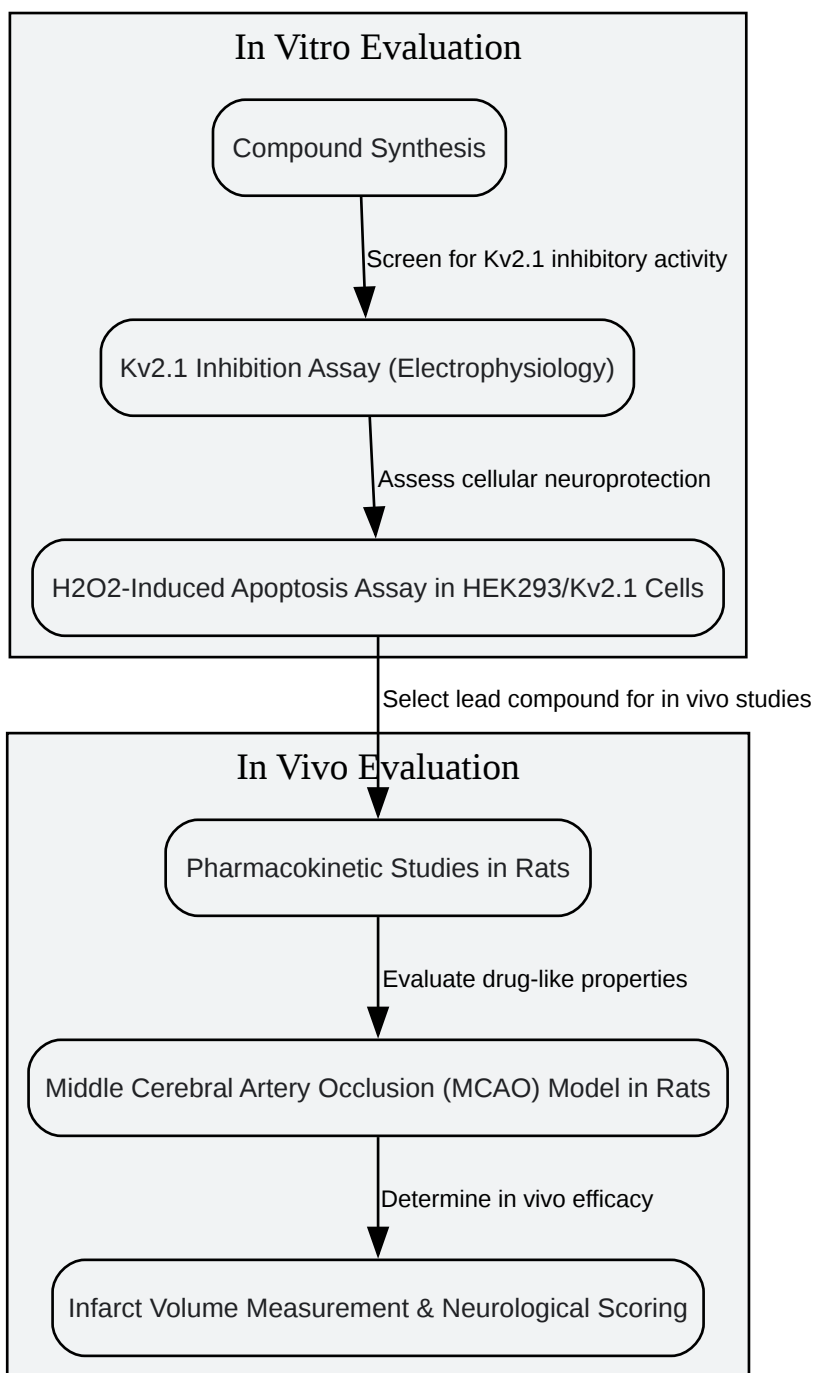 In Vitro Evaluation
Compound Synthesis
Screen for Kv2.1 inhibitory activity
Kv2.1 Inhibition Assay (Electrophysiology)
Assess cellular neuroprotection
H2O2-Induced Apoptosis Assay in HEK293/Kv2.1 Cells
Select lead compound for in vivo studies
In Vivo Evaluation
Pharmacokinetic Studies in Rats
Evaluate drug-like properties
Middle Cerebral Artery Occlusion (MCAO) Model in Rats
Determine in vivo efficacy
Infarct Volume Measurement & Neurological Scoring